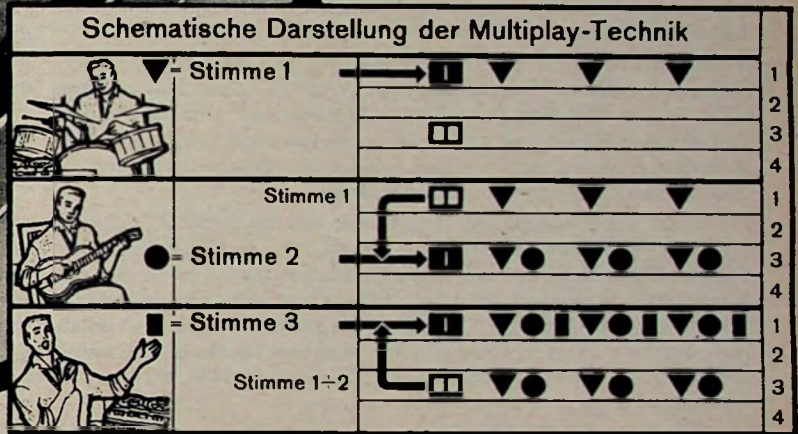 Schematische Darstellung der Multiplay-Technik
▼ = Stimme 1
1
2
3
4
Stimme 1
1
2
● = Stimme 2
3
4
■ = Stimme 3
1
2
Stimme 1÷2
3
4